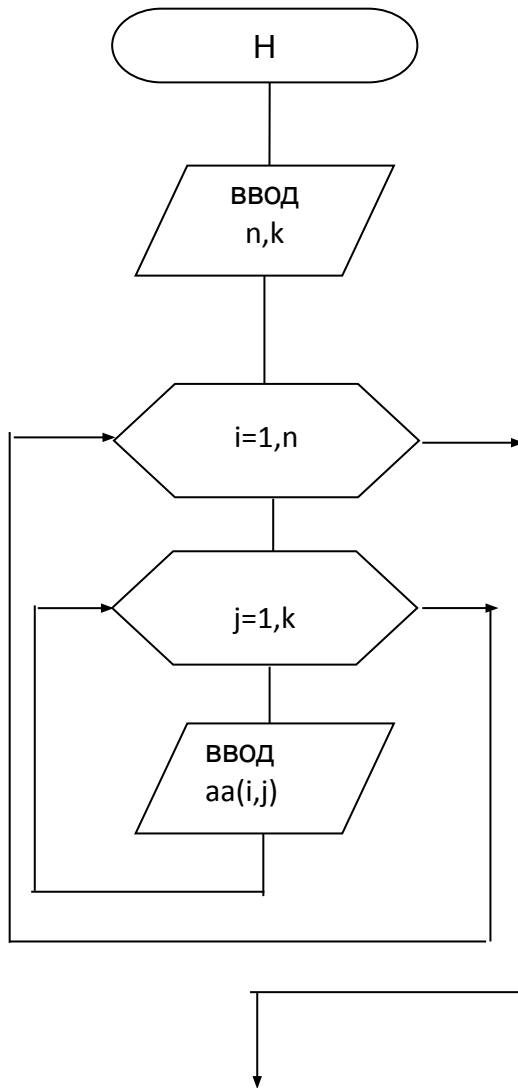 Н
ввод
n,k
i=1,n
j=1,k
ввод
aa(i,j)